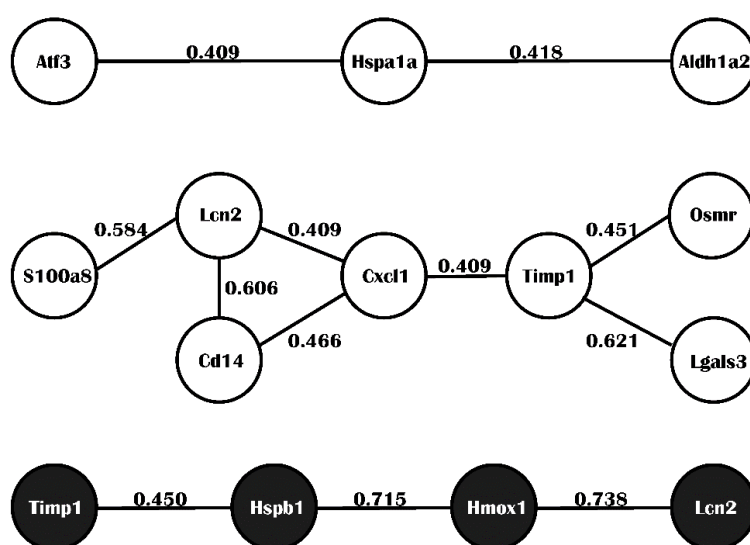 0.409 0.418
Atf3 Hspa1a Aldh1a2
Lcn2 Osmr
0.584 0.409 0.451
S100a8 Cxcl1 0.409 Timp1
0.606
0.466 0.621
Cd14 Lgals3
0.450 0.715 0.738
Timp1 Hspb1 Hmox1 Lcn2